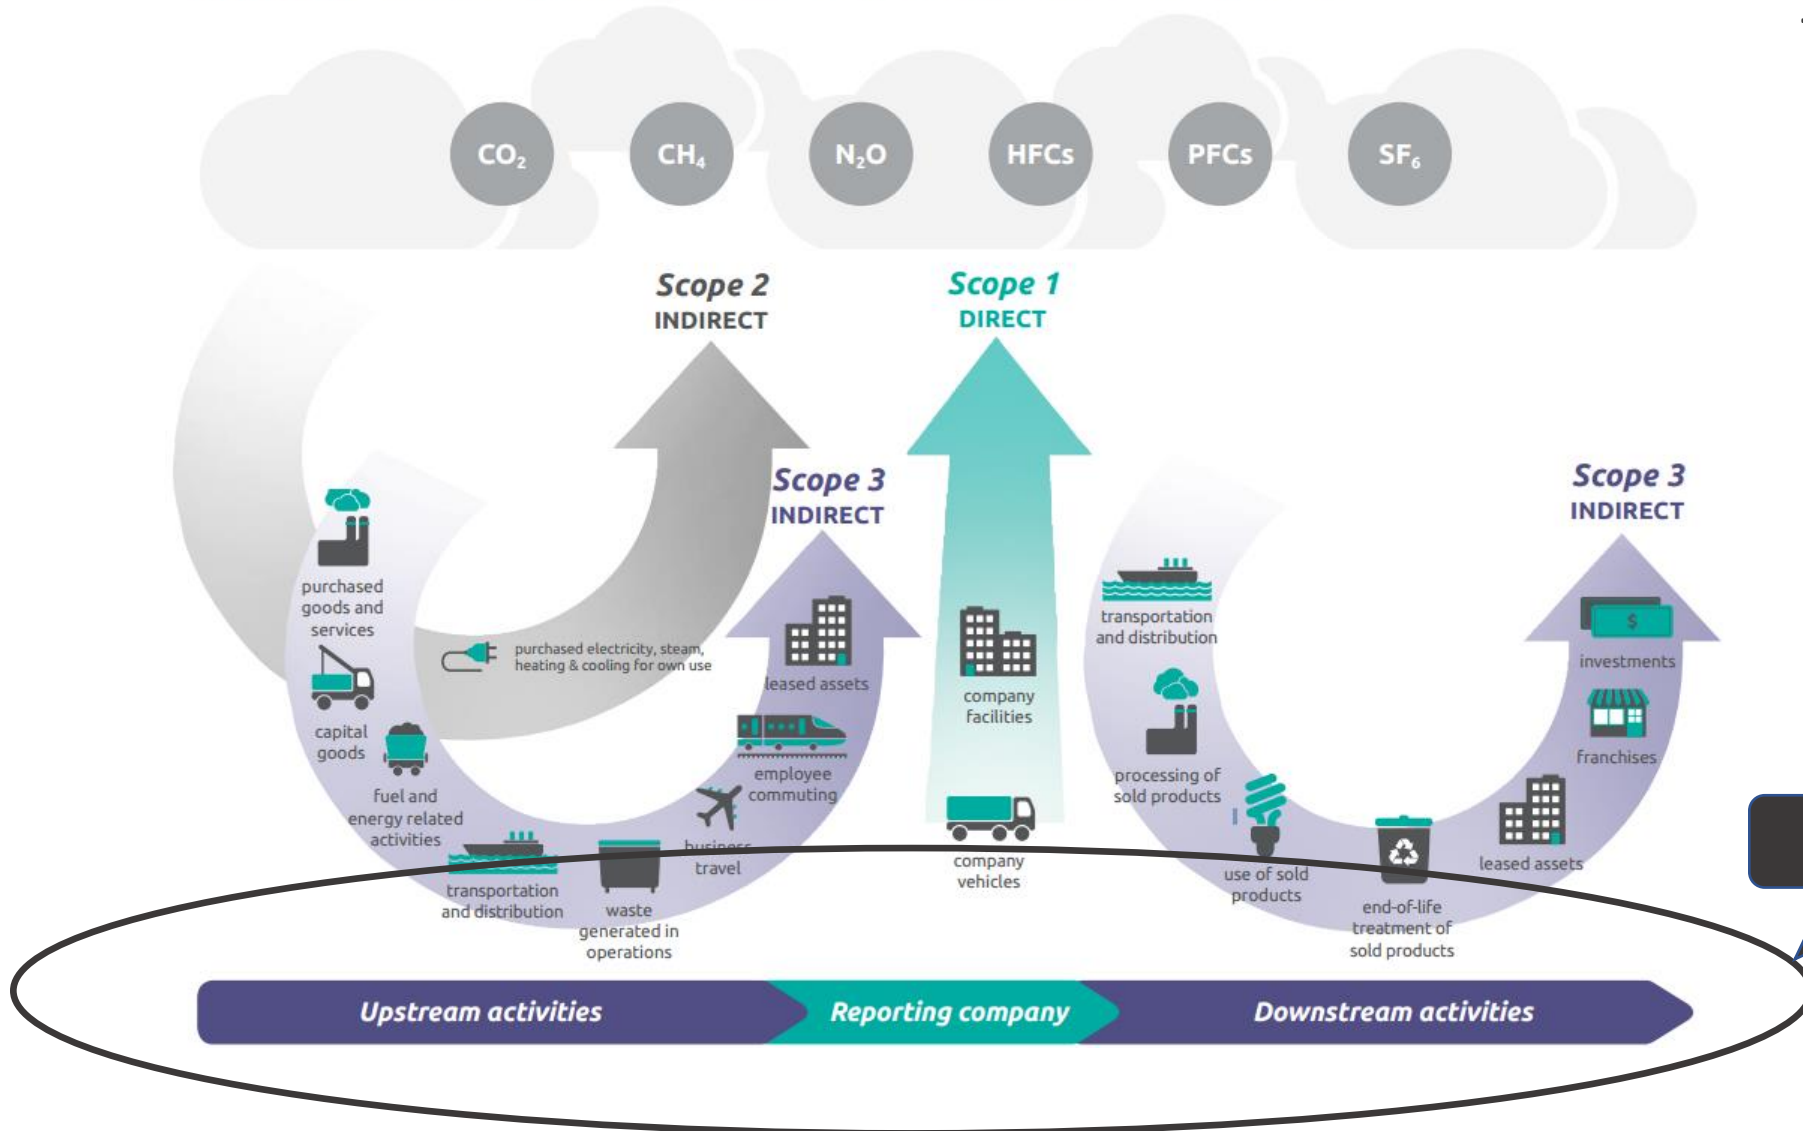 CO₂
CH₄
N₂O
HFCs
PFCs
SF₆
Scope 2
INDIRECT
Scope 1
DIRECT
Scope 3
INDIRECT
Scope 3
INDIRECT
purchased
goods and
services
capital
goods
fuel and
energy related
activities
purchased electricity, steam,
heating & cooling for own use
transportation
and distribution
waste
generated in
operations
business
travel
employee
commuting
leased assets
company
facilities
company
vehicles
transportation
and distribution
processing of
sold products
use of sold
products
end-of-life
treatment of
sold products
leased assets
franchises
$
investments
Upstream activities
Reporting company
Downstream activities